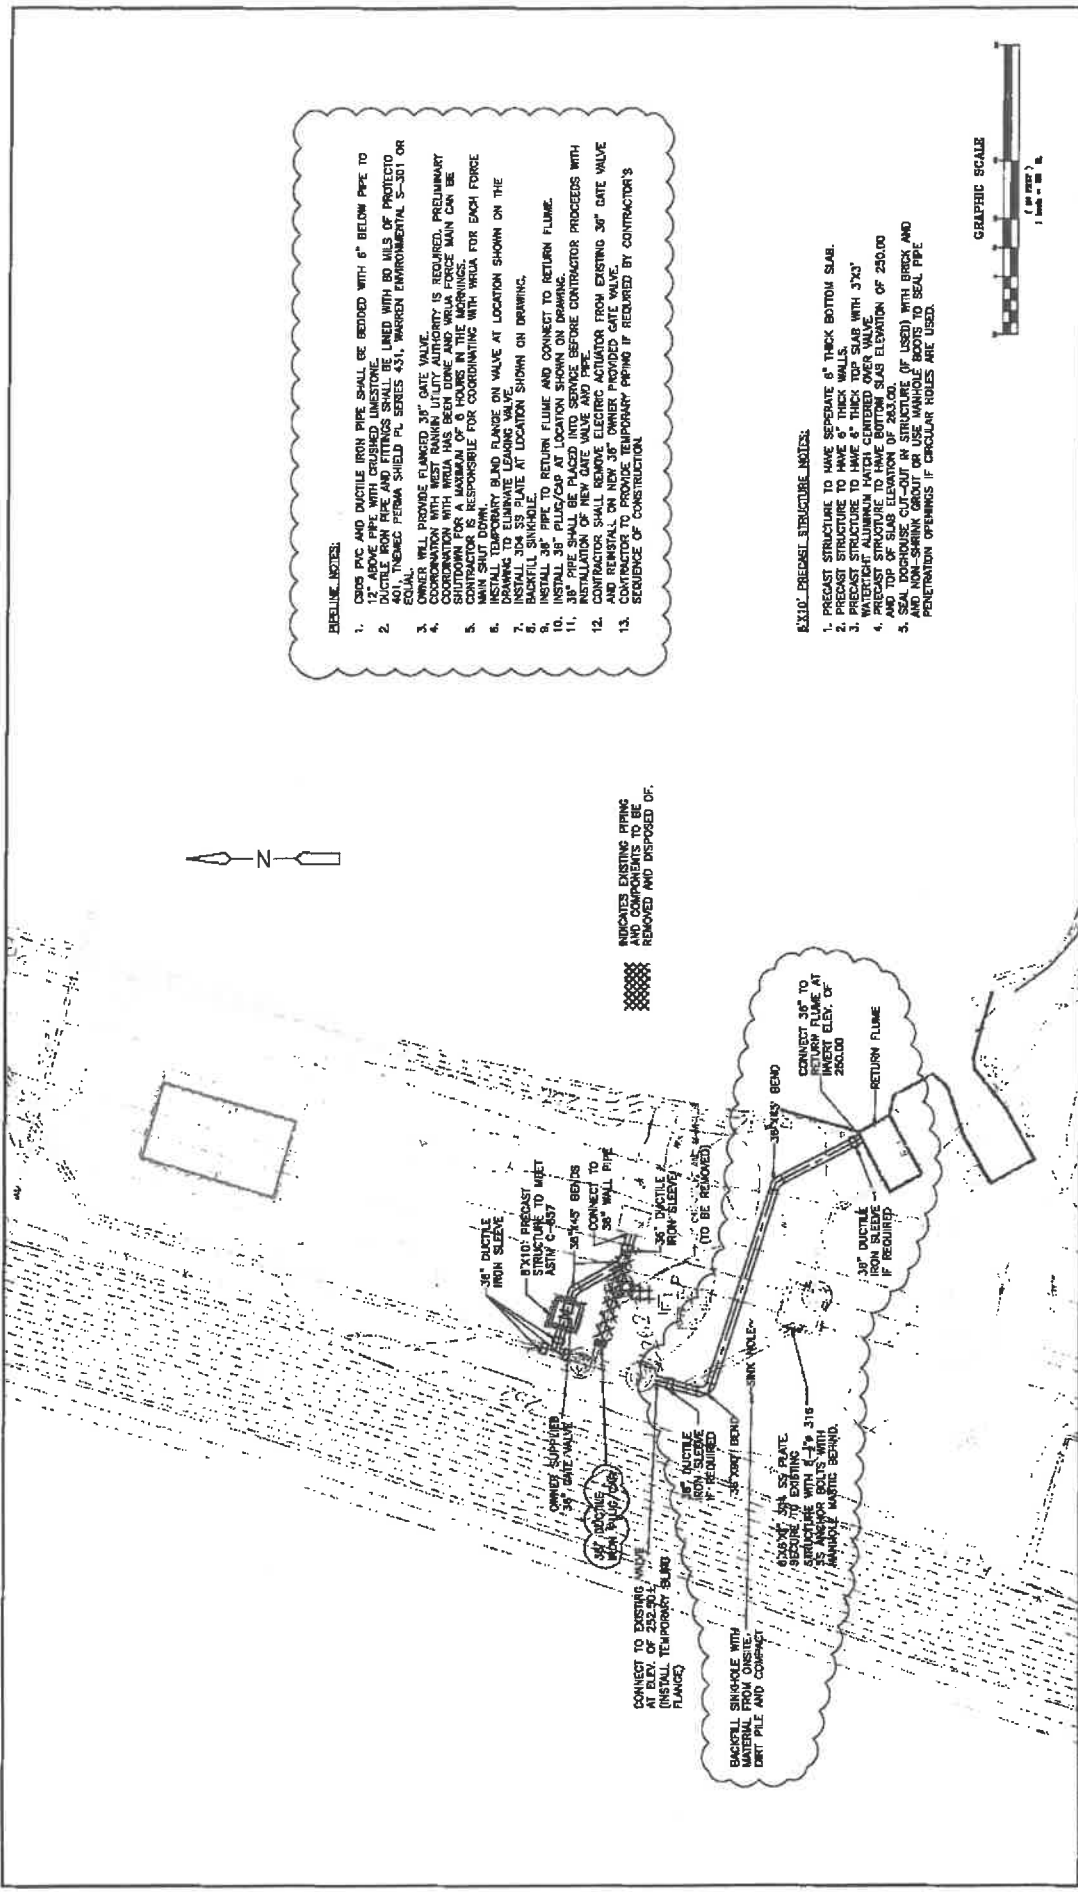 PIPELINE NOTES:
1. C905 PVC AND DUCTILE IRON PIPE SHALL BE BEDDED WITH 6" BELOW PIPE TO
12" ABOVE PIPE WITH CRUSHED LIMESTONE.
2. DUCTILE IRON PIPE AND FITTINGS SHALL BE LINED WITH 60 MILS OF PROTECTO
401, TNEMEC PERMA SHIELD PL SERIES 431, WARREN ENVIRONMENTAL S-301 OR
EQUAL.
3. OWNER WILL PROVIDE FLANGED 36" GATE VALVE.
4. COORDINATION WITH WEST RANKIN UTILITY AUTHORITY IS REQUIRED. PRELIMINARY
COORDINATION WITH WRUA HAS BEEN DONE AND WRUA FORCE MAIN CAN BE
SHUTDOWN FOR A MAXIMUM OF 6 HOURS IN THE MORNINGS.
5. CONTRACTOR IS RESPONSIBLE FOR COORDINATING WITH WRUA FOR EACH FORCE
MAIN SHUT DOWN.
6. INSTALL TEMPORARY BLIND FLANGE ON VALVE AT LOCATION SHOWN ON THE
DRAWING TO ELIMINATE LEAKING VALVE.
7. INSTALL 304 SS PLATE AT LOCATION SHOWN ON DRAWING.
8. BACKFILL SINKHOLE.
9. INSTALL 36" PIPE TO RETURN FLUME AND CONNECT TO RETURN FLUME.
10. INSTALL 36" PLUG/CAP AT LOCATION SHOWN ON DRAWING.
11. 36" PIPE SHALL BE PLACED INTO SERVICE BEFORE CONTRACTOR PROCEEDS WITH
INSTALLATION OF NEW GATE VALVE AND PIPE.
12. CONTRACTOR SHALL REMOVE ELECTRIC ACTUATOR FROM EXISTING 36" GATE VALVE
AND REINSTALL ON NEW 36" OWNER PROVIDED GATE VALVE.
13. CONTRACTOR TO PROVIDE TEMPORARY PIPING IF REQUIRED BY CONTRACTOR'S
SEQUENCE OF CONSTRUCTION.
8'X10' PRECAST STRUCTURE NOTES:
1. PRECAST STRUCTURE TO HAVE SEPERATE 6" THICK BOTTOM SLAB.
2. PRECAST STRUCTURE TO HAVE 6" THICK WALLS.
3. PRECAST STRUCTURE TO HAVE 6" THICK TOP SLAB WITH 3'X3'
WATERTIGHT ALUMINUM HATCH CENTERED OVER VALVE.
4. PRECAST STRUCTURE TO HAVE BOTTOM SLAB ELEVATION OF 250.00
AND TOP OF SLAB ELEVATION OF 263.00.
5. SEAL DOGHOUSE CUT-OUT IN STRUCTURE (IF USED) WITH BRICK AND
AND NON-SHRINK GROUT OR USE MANHOLE BOOTS TO SEAL PIPE
PENETRATION OPENINGS IF CIRCULAR HOLES ARE USED.
GRAPHIC SCALE
N
INDICATES EXISTING PIPING
AND COMPONENTS TO BE
REMOVED AND DISPOSED OF.
36" DUCTILE
IRON SLEEVE
8'X10' PRECAST
STRUCTURE TO MEET
ASTM C-857
36"X45° BENDS
CONNECT TO
36" WALL PIPE
36" DUCTILE
IRON SLEEVE
(TO BE REMOVED)
OWNER SUPPLIED
36" GATE VALVE
36" DUCTILE
IRON PLUG/CAP
CONNECT TO EXISTING VALVE
AT ELEV. OF 252.50±
(INSTALL TEMPORARY BLIND
FLANGE)
36" DUCTILE
IRON SLEEVE
IF REQUIRED
36"X90° BEND
SINK HOLE
BACKFILL SINKHOLE WITH
MATERIAL FROM ONSITE
DIRT PILE AND COMPACT
304 SS PLATE.
SECURE TO EXISTING
STRUCTURE WITH
316
SS ANCHOR BOLTS WITH
MANHOLE MASTIC BEHIND.
36"X45° BEND
CONNECT 36" TO
RETURN FLUME AT
INVERT ELEV. OF
250.00
RETURN FLUME
36" DUCTILE
IRON SLEEVE
IF REQUIRED